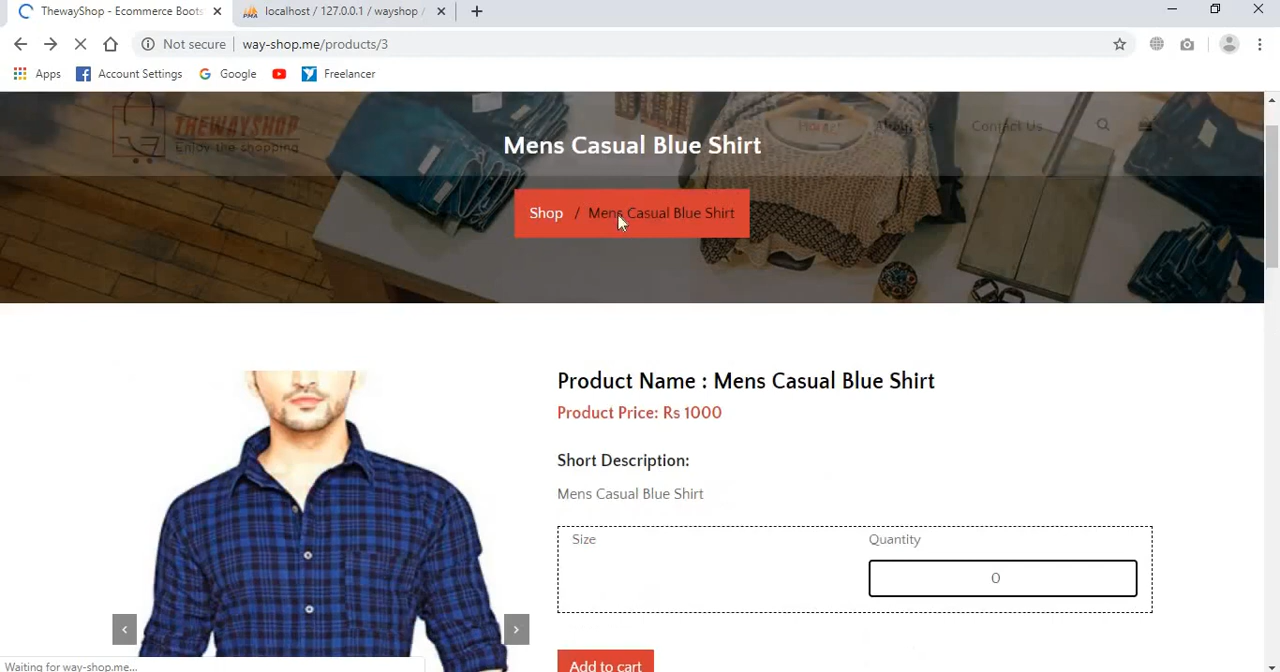 ThewayShop - Ecommerce Boots
localhost / 127.0.0.1 / wayshop /
Not secure
way-shop.me/products/3
Apps
Account Settings
Google
Freelancer
THEWAYSHOP
Enjoy the shopping
Home
About Us
Contact Us
Mens Casual Blue Shirt
Shop / Mens Casual Blue Shirt
Product Name : Mens Casual Blue Shirt
Product Price: Rs 1000
Short Description:
Mens Casual Blue Shirt
Size
Quantity
0
Add to cart
Waiting for way-shop.me...